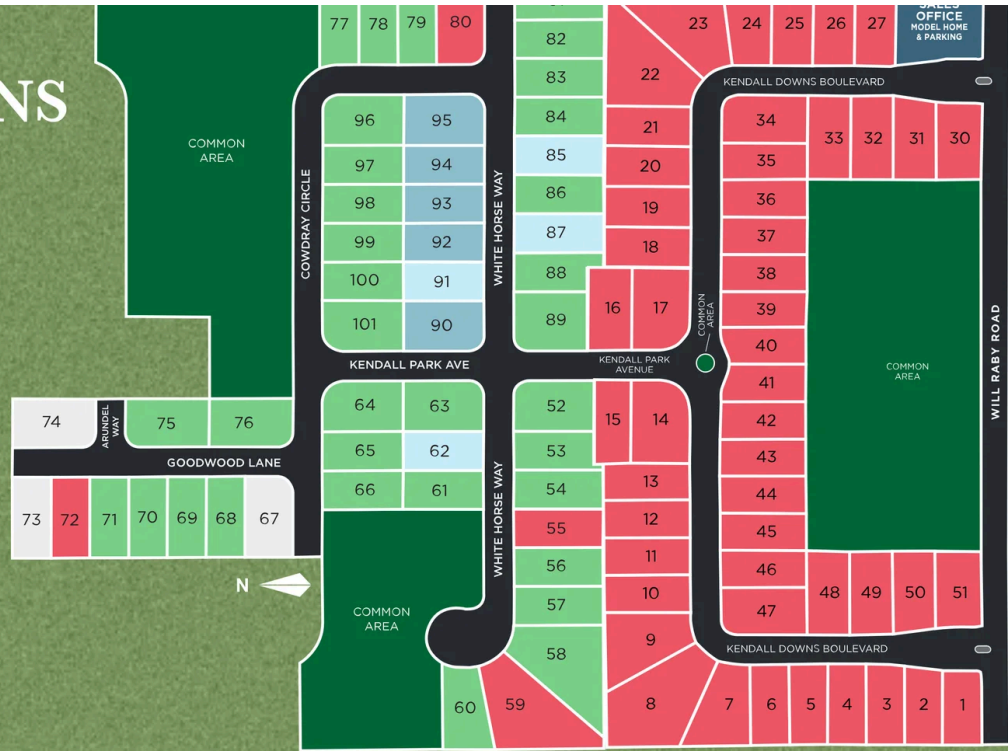 77 78 79 80
82
83
84
85
86
87
88
89
23 24 25 26 27
SALES
OFFICE
MODEL HOME
& PARKING
22
21
20
19
18
16 17
KENDALL DOWNS BOULEVARD
NS
COMMON
AREA
COWDRAY CIRCLE
96 95
97 94
98 93
99 92
100 91
101 90
WHITE HORSE WAY
34
35
36
37
38
39
40
41
42
43
44
45
46
47
33 32 31 30
COMMON
AREA
COMMON
AREA
WILL RABY ROAD
KENDALL PARK AVE
KENDALL PARK
AVENUE
74
ARUNDEL
WAY
75 76
GOODWOOD LANE
73 72 71 70 69 68 67
64 63
65 62
66 61
WHITE HORSE WAY
52
53
54
55
56
57
58
15 14
13
12
11
10
9
8
48 49 50 51
N
COMMON
AREA
KENDALL DOWNS BOULEVARD
60 59
7 6 5 4 3 2 1